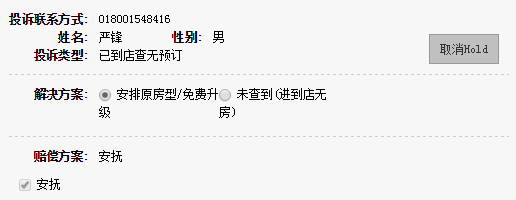 投诉联系方式: 018001548416
姓名: 严锋 性别: 男
投诉类型: 已到店查无预订
取消Hold
解决方案: 安排原房型/免费升级 未查到(进到店无房)
赔偿方案: 安抚
安抚